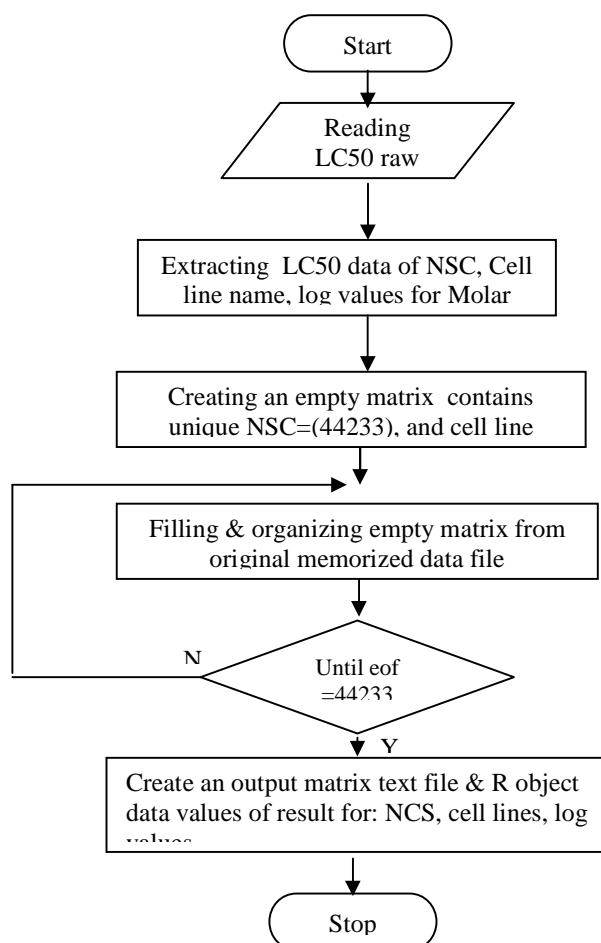 Start
Reading
LC50 raw
Extracting LC50 data of NSC, Cell
line name, log values for Molar
Creating an empty matrix contains
unique NSC=(44233), and cell line
Filling & organizing empty matrix from
original memorized data file
N
Until eof
=44233
Y
Create an output matrix text file & R object
data values of result for: NCS, cell lines, log
values
Stop